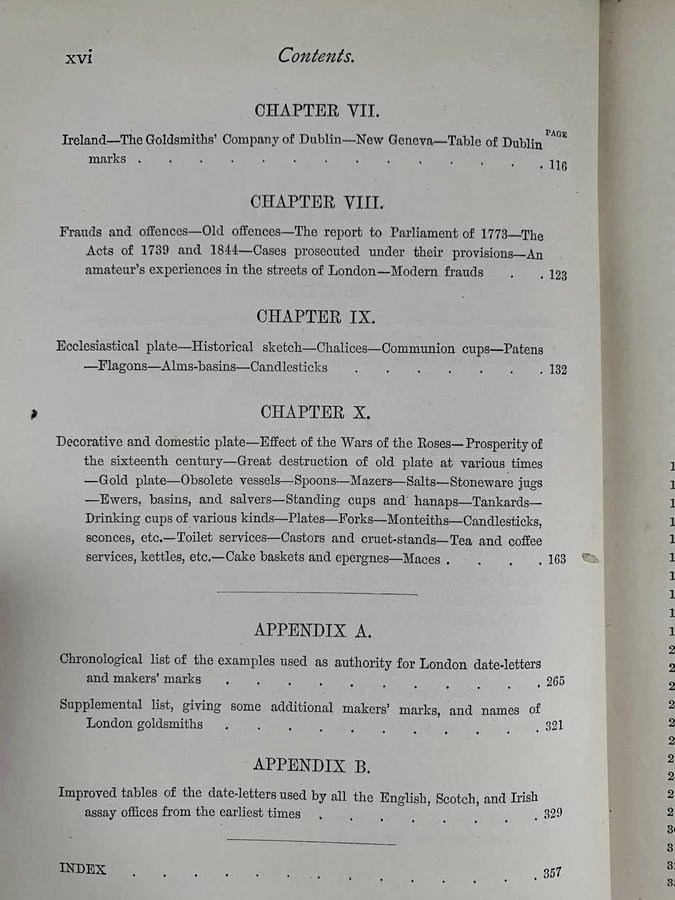 xvi Contents.
CHAPTER VII.
PAGE
Ireland—The Goldsmiths' Company of Dublin—New Geneva—Table of Dublin
marks . . . . . . . . . . . . . . 116
CHAPTER VIII.
Frauds and offences—Old offences—The report to Parliament of 1773—The
Acts of 1739 and 1844—Cases prosecuted under their provisions—An
amateur's experiences in the streets of London—Modern frauds . . 123
CHAPTER IX.
Ecclesiastical plate—Historical sketch—Chalices—Communion cups—Patens
—Flagons—Alms-basins—Candlesticks . . . . . . . 132
CHAPTER X.
Decorative and domestic plate—Effect of the Wars of the Roses—Prosperity of
the sixteenth century—Great destruction of old plate at various times
—Gold plate—Obsolete vessels—Spoons—Mazers—Salts—Stoneware jugs
—Ewers, basins, and salvers—Standing cups and hanaps—Tankards—
Drinking cups of various kinds—Plates—Forks—Monteiths—Candlesticks,
sconces, etc.—Toilet services—Castors and cruet-stands—Tea and coffee
services, kettles, etc.—Cake baskets and epergnes—Maces . . . . 163
APPENDIX A.
Chronological list of the examples used as authority for London date-letters
and makers' marks . . . . . . . . . . . 265
Supplemental list, giving some additional makers' marks, and names of
London goldsmiths . . . . . . . . . . . 321
APPENDIX B.
Improved tables of the date-letters used by all the English, Scotch, and Irish
assay offices from the earliest times . . . . . . . . 329
INDEX . . . . . . . . . . . . . . 357